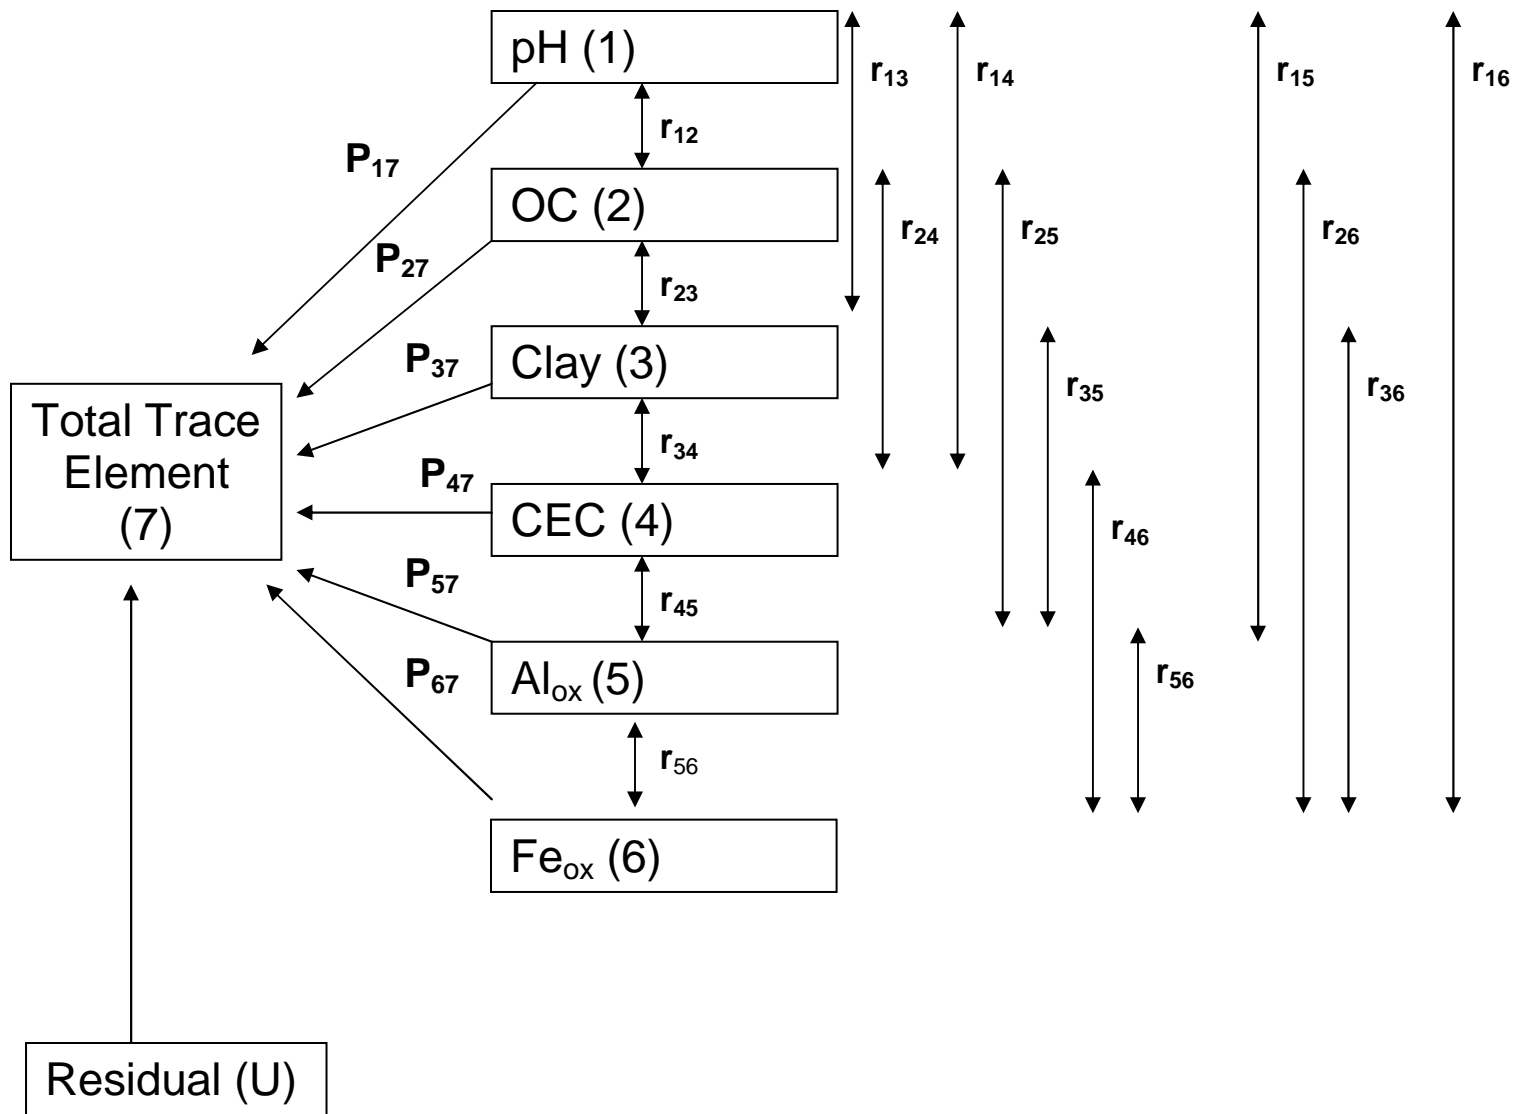 pH (1)
r13
r14
r15
r16
r12
P17
OC (2)
r24
r25
r26
P27
r23
P37
Clay (3)
r35
r36
Total Trace
Element
(7)
r34
P47
CEC (4)
r46
P57
r45
P67
Alox (5)
r56
r56
Feox (6)
Residual (U)